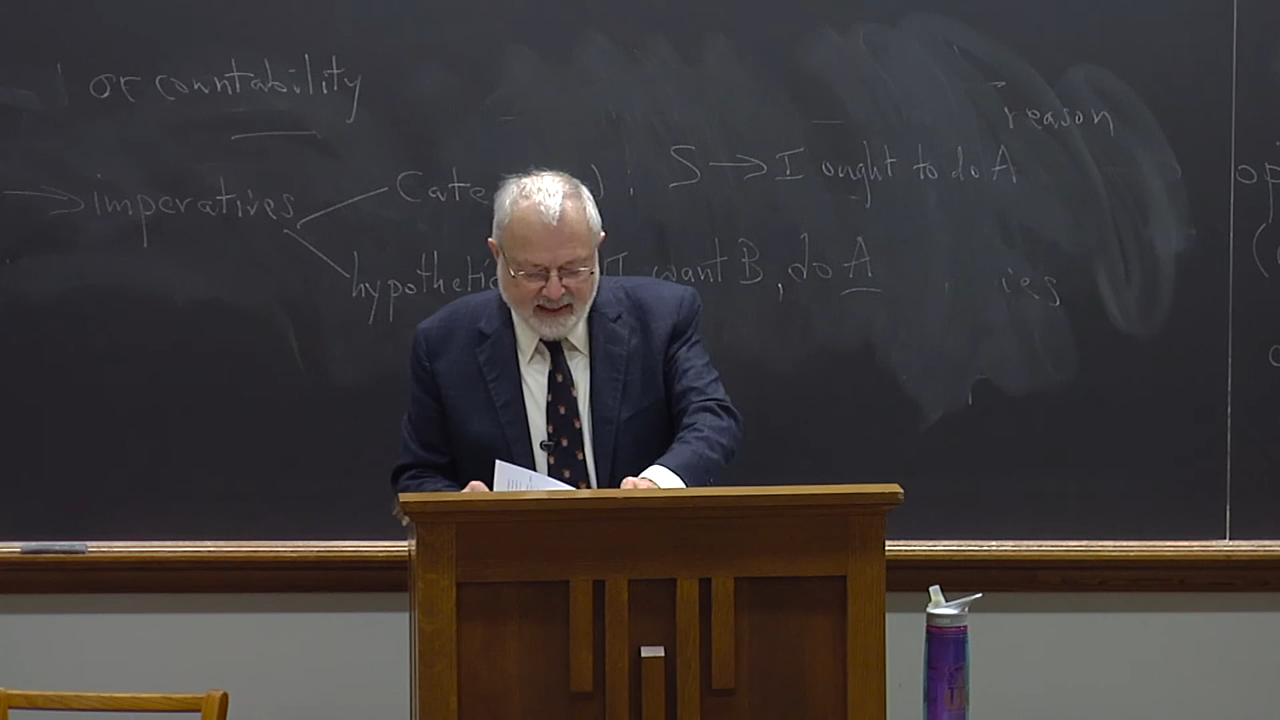 or countability
reason
imperatives
Cate ) : S → I ought to do A
hypothetic I want B, do A
ies
op